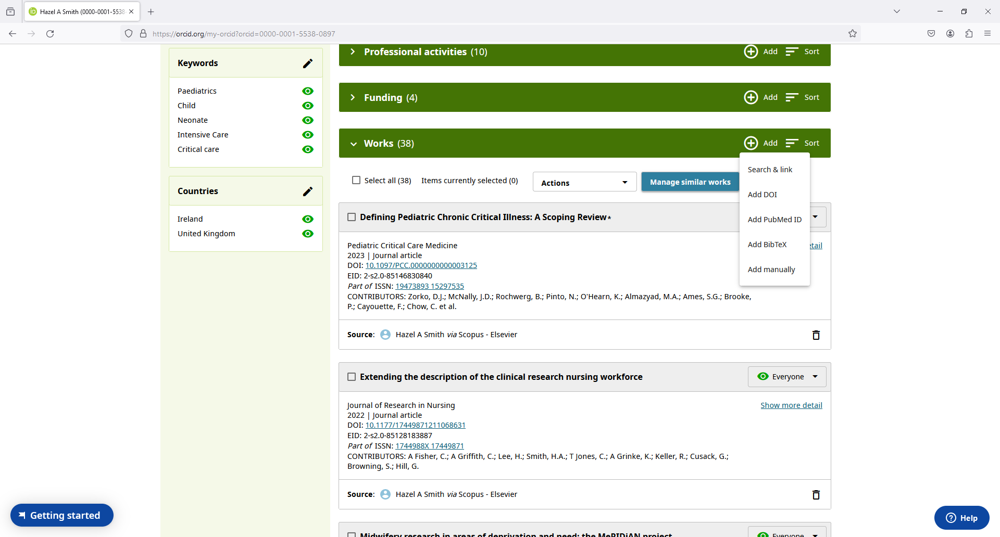 Hazel A Smith (0000-0001-5538-
https://orcid.org/my-orcid?orcid=0000-0001-5538-0897
Keywords
Paediatrics
Child
Neonate
Intensive Care
Critical care
Countries
Ireland
United Kingdom
Professional activities (10)
Add Sort
Funding (4)
Add Sort
Works (38)
Add Sort
Search & link
Add DOI
Add PubMed ID
Add BibTeX
Add manually
Select all (38) Items currently selected (0) Actions Manage similar works
Defining Pediatric Chronic Critical Illness: A Scoping Review*
Pediatric Critical Care Medicine
etail
2023 | Journal article
DOI: 10.1097/PCC.0000000000003125
EID: 2-s2.0-85146830840
Part of ISSN: 19473893 15297535
CONTRIBUTORS: Zorko, D.J.; McNally, J.D.; Rochwerg, B.; Pinto, N.; O'Hearn, K.; Almazyad, M.A.; Ames, S.G.; Brooke,
P.; Cayouette, F.; Chow, C. et al.
Source: Hazel A Smith via Scopus - Elsevier
Extending the description of the clinical research nursing workforce
Everyone
Journal of Research in Nursing
Show more detail
2022 | Journal article
DOI: 10.1177/17449871211068631
EID: 2-s2.0-85128183887
Part of ISSN: 1744988X 17449871
CONTRIBUTORS: A Fisher, C.; A Griffith, C.; Lee, H.; Smith, H.A.; T Jones, C.; A Grinke, K.; Keller, R.; Cusack, G.;
Browning, S.; Hill, G.
Source: Hazel A Smith via Scopus - Elsevier
Midwifery research in areas of deprivation and need: the MeRIDiAN project
Everyone
Getting started
Help